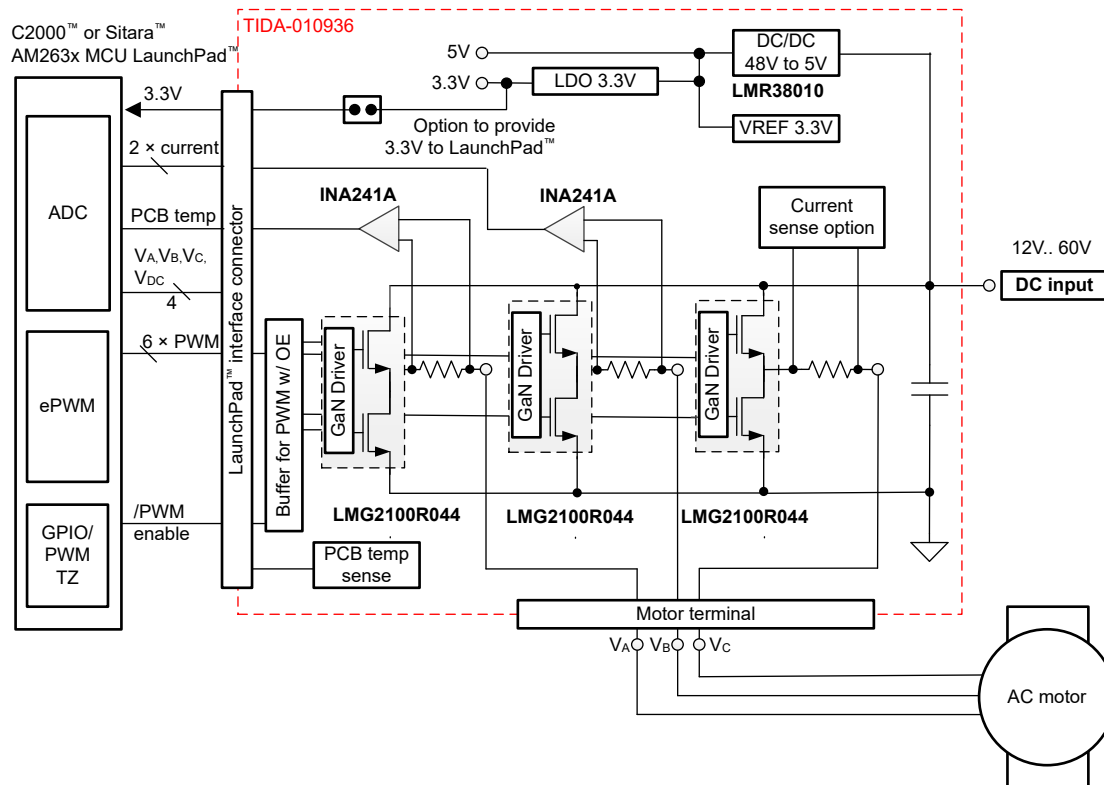 C2000™ or Sitara™
AM263x MCU LaunchPad™
TIDA-010936
3.3V
ADC
2 × current
PCB temp
VA,VB,VC,
VDC
4
6 × PWM
ePWM
/PWM
enable
GPIO/
PWM
TZ
LaunchPad™ interface connector
Buffer for PWM w/ OE
5V
3.3V
LDO 3.3V
DC/DC
48V to 5V
LMR38010
VREF 3.3V
Option to provide
3.3V to LaunchPad™
INA241A
INA241A
Current
sense option
12V.. 60V
DC input
GaN Driver
GaN Driver
GaN Driver
LMG2100R044
LMG2100R044
LMG2100R044
PCB temp
sense
Motor terminal
VA
VB
VC
AC motor